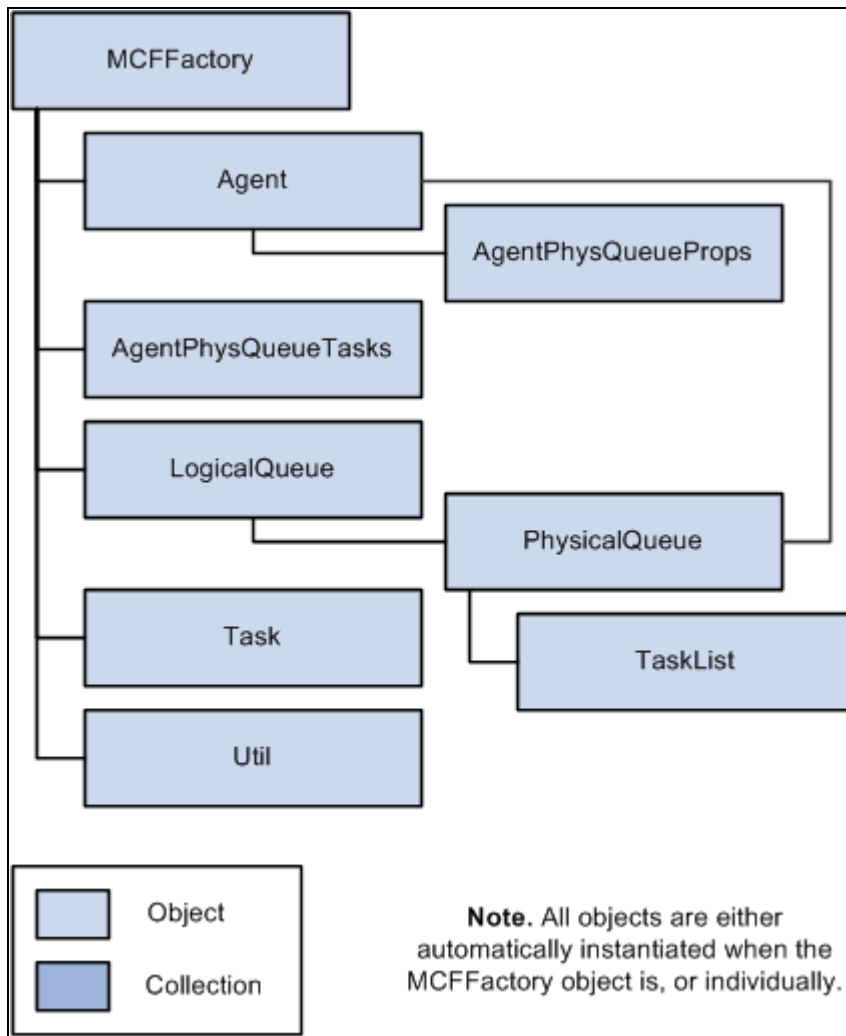 MCFFactory
Agent
AgentPhysQueueProps
AgentPhysQueueTasks
LogicalQueue
PhysicalQueue
Task
TaskList
Util
Object
Collection
Note. All objects are either
automatically instantiated when the
MCFFactory object is, or individually.